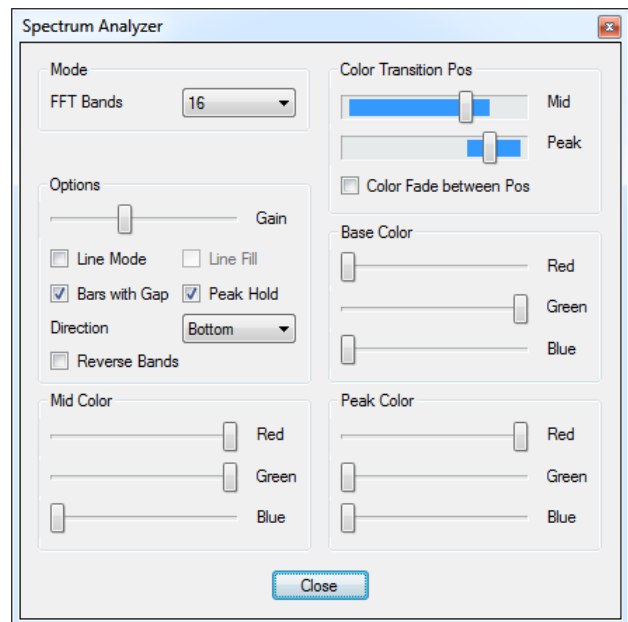 Spectrum Analyzer
Mode
FFT Bands 16
Color Transition Pos
Mid
Peak
Color Fade between Pos
Options
Gain
Line Mode Line Fill
Bars with Gap Peak Hold
Direction Bottom
Reverse Bands
Base Color
Red
Green
Blue
Mid Color
Red
Green
Blue
Peak Color
Red
Green
Blue
Close